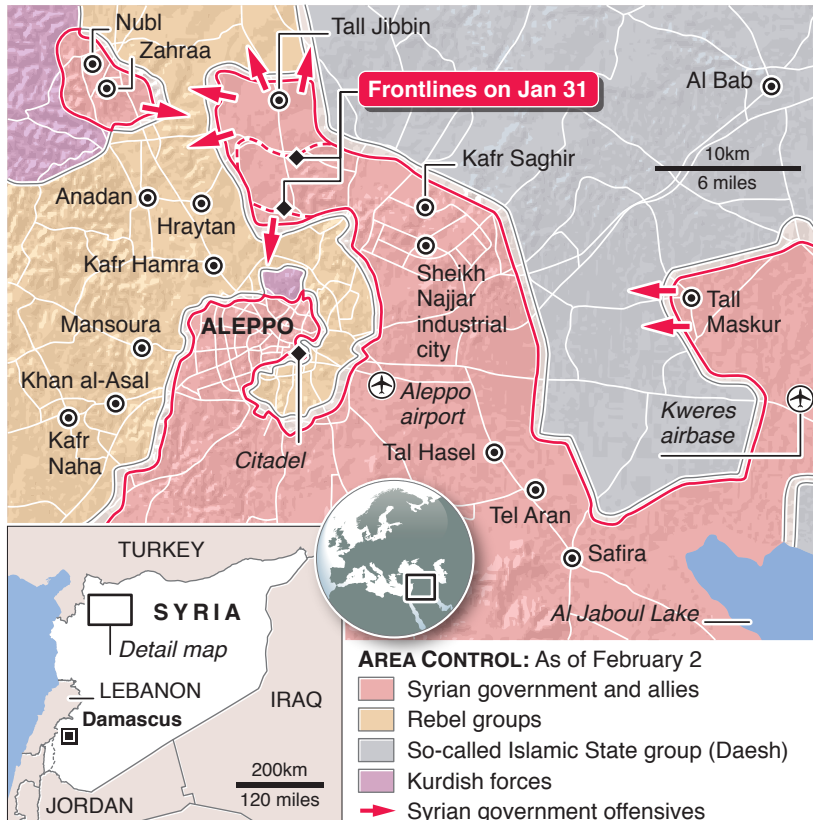 Nubl
Zahraa
Tall Jibbin
Frontlines on Jan 31
Al Bab
10km
6 miles
Kafr Saghir
Anadan
Hraytan
Kafr Hamra
Sheikh
Najjar
industrial
city
Tall
Maskur
Mansoura
ALEPPO
Khan al-Asal
Aleppo
airport
Kweres
airbase
Kafr
Naha
Citadel
Tal Hasel
Tel Aran
Safira
Al Jaboul Lake
TURKEY
SYRIA
Detail map
LEBANON
IRAQ
Damascus
200km
120 miles
JORDAN
AREA CONTROL: As of February 2
Syrian government and allies
Rebel groups
So-called Islamic State group (Daesh)
Kurdish forces
Syrian government offensives